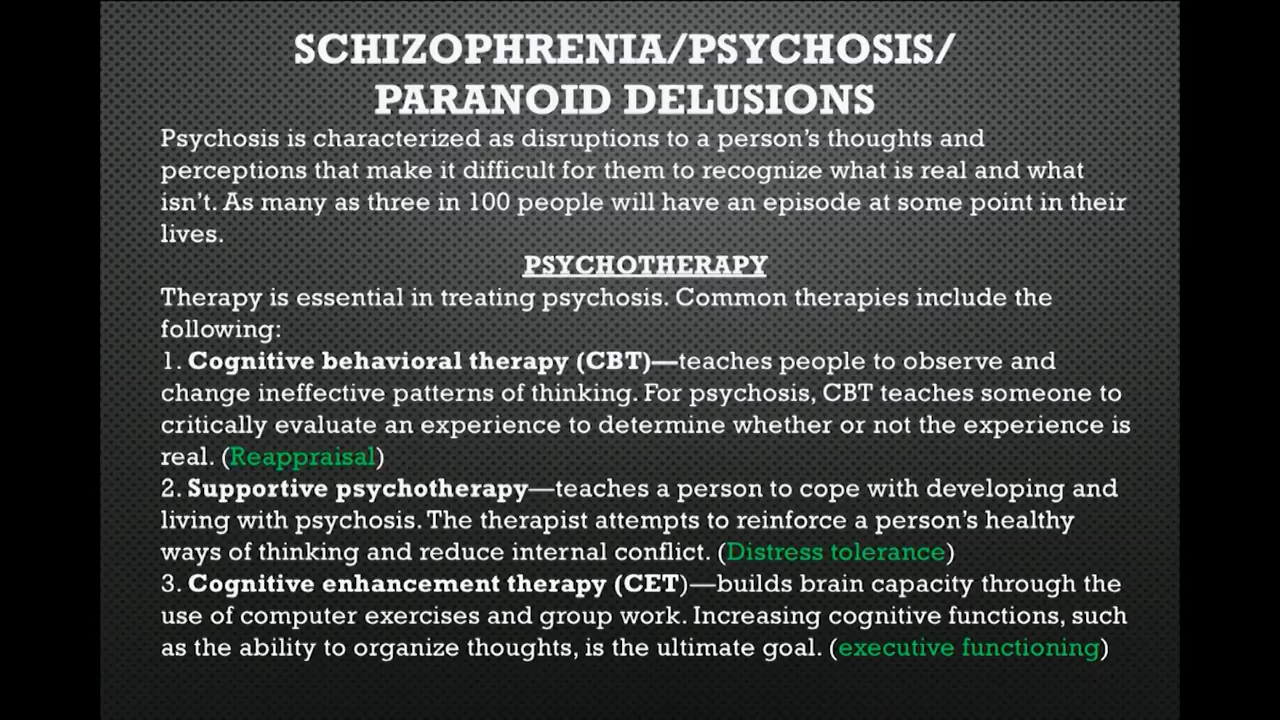 SCHIZOPHRENIA/PSYCHOSIS/
PARANOID DELUSIONS
Psychosis is characterized as disruptions to a person’s thoughts and
perceptions that make it difficult for them to recognize what is real and what
isn’t. As many as three in 100 people will have an episode at some point in their
lives.
PSYCHOTHERAPY
Therapy is essential in treating psychosis. Common therapies include the
following:
1. Cognitive behavioral therapy (CBT)—teaches people to observe and
change ineffective patterns of thinking. For psychosis, CBT teaches someone to
critically evaluate an experience to determine whether or not the experience is
real. (Reappraisal)
2. Supportive psychotherapy—teaches a person to cope with developing and
living with psychosis. The therapist attempts to reinforce a person’s healthy
ways of thinking and reduce internal conflict. (Distress tolerance)
3. Cognitive enhancement therapy (CET)—builds brain capacity through the
use of computer exercises and group work. Increasing cognitive functions, such
as the ability to organize thoughts, is the ultimate goal. (executive functioning)